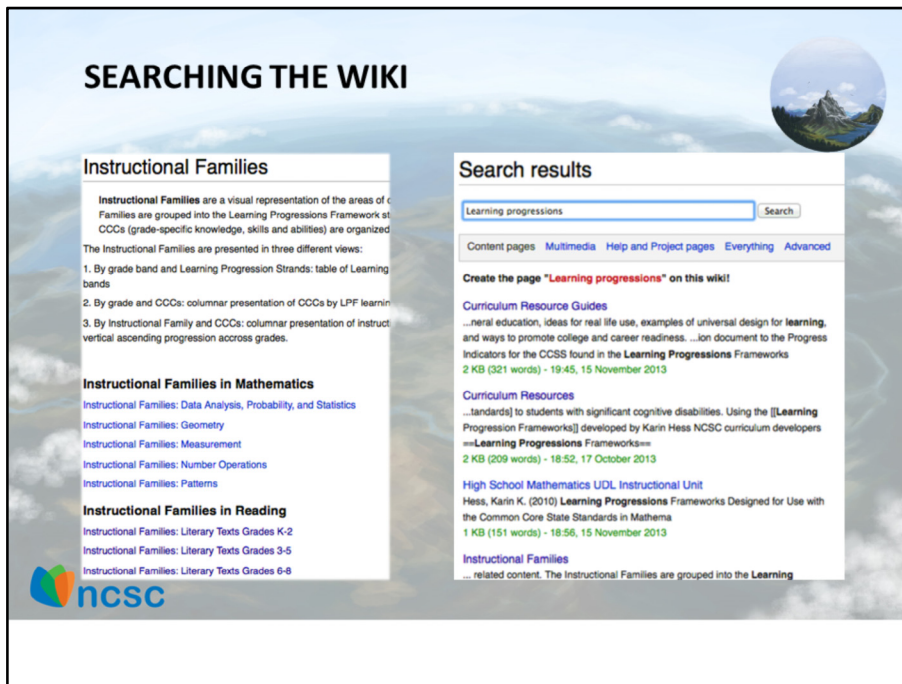 SEARCHING THE WIKI
Instructional Families
Instructional Families are a visual representation of the areas of
Families are grouped into the Learning Progressions Framework
CCCs (grade-specific knowledge, skills and abilities) are organized
The Instructional Families are presented in three different views:
1. By grade band and Learning Progression Strands: table of Learning
bands
2. By grade and CCCs: columnar presentation of CCCs by LPF
3. By Instructional Family and CCCs: columnar presentation of
vertical ascending progression accross grades.
Instructional Families in Mathematics
Instructional Families: Data Analysis, Probability, and Statistics
Instructional Families: Geometry
Instructional Families: Measurement
Instructional Families: Number Operations
Instructional Families: Patterns
Instructional Families in Reading
Instructional Families: Literary Texts Grades K-2
Instructional Families: Literary Texts Grades 3-5
Instructional Families: Literary Texts Grades 6-8
Search results
Learning progressions Search
Content pages Multimedia Help and Project pages Everything Advanced
Create the page "Learning progressions" on this wiki!
Curriculum Resource Guides
...neral education, ideas for real life use, examples of universal design for learning,
and ways to promote college and career readiness. ...ion document to the Progress
Indicators for the CCSS found in the Learning Progressions Frameworks
2 KB (321 words) - 19:45, 15 November 2013
Curriculum Resources
...tandards] to students with significant cognitive disabilities. Using the [[Learning
Progression Frameworks]] developed by Karin Hess NCSC curriculum developers
==Learning Progressions Frameworks==
2 KB (209 words) - 18:52, 17 October 2013
High School Mathematics UDL Instructional Unit
Hess, Karin K. (2010) Learning Progressions Frameworks Designed for Use with
the Common Core State Standards in Mathema
1 KB (151 words) - 18:56, 15 November 2013
Instructional Families
... related content. The Instructional Families are grouped into the Learning
ncsc